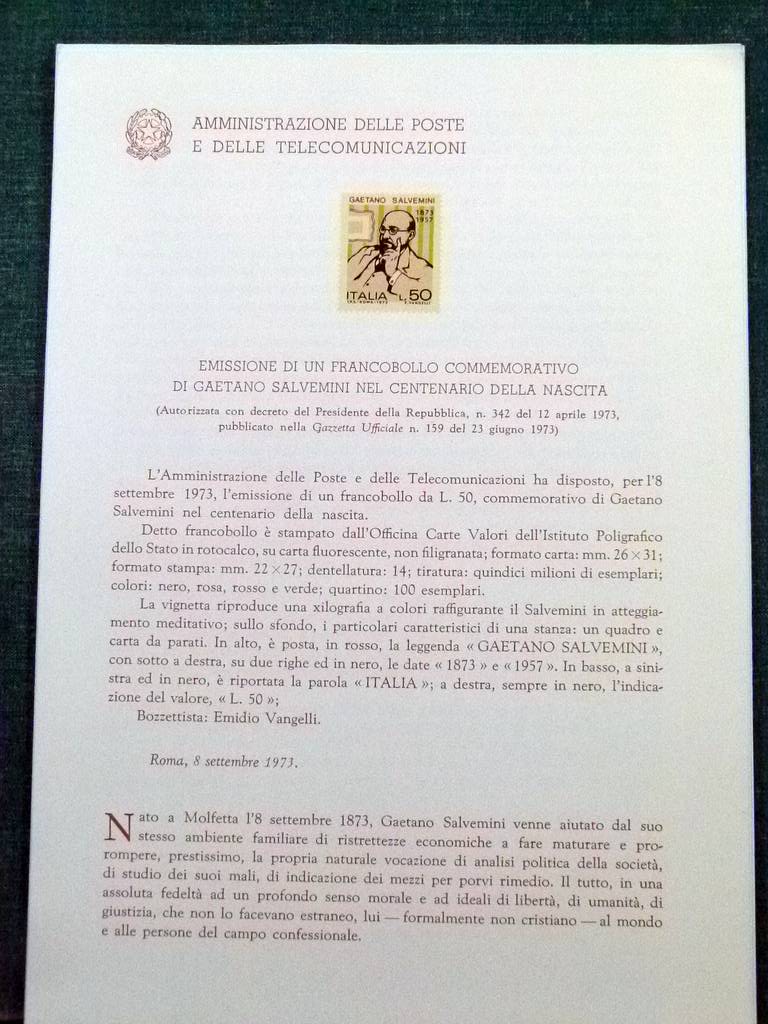 AMMINISTRAZIONE DELLE POSTE
E DELLE TELECOMUNICAZIONI
GAETANO SALVEMINI
1873
1957
ITALIA L. 50
I.P.S.-ROMA-1973 E. VANGELLI
EMISSIONE DI UN FRANCOBOLLO COMMEMORATIVO
DI GAETANO SALVEMINI NEL CENTENARIO DELLA NASCITA
(Autorizzata con decreto del Presidente della Repubblica, n. 342 del 12 aprile 1973,
pubblicato nella Gazzetta Ufficiale n. 159 del 23 giugno 1973)
L'Amministrazione delle Poste e delle Telecomunicazioni ha disposto, per l'8
settembre 1973, l'emissione di un francobollo da L. 50, commemorativo di Gaetano
Salvemini nel centenario della nascita.
Detto francobollo è stampato dall'Officina Carte Valori dell'Istituto Poligrafico
dello Stato in rotocalco, su carta fluorescente, non filigranata; formato carta: mm. 26×31;
formato stampa: mm. 22×27; dentellatura: 14; tiratura: quindici milioni di esemplari;
colori: nero, rosa, rosso e verde; quartino: 100 esemplari.
La vignetta riproduce una xilografia a colori raffigurante il Salvemini in atteggia-
mento meditativo; sullo sfondo, i particolari caratteristici di una stanza: un quadro e
carta da parati. In alto, è posta, in rosso, la leggenda « GAETANO SALVEMINI »,
con sotto a destra, su due righe ed in nero, le date « 1873 » e « 1957 ». In basso, a sini-
stra ed in nero, è riportata la parola « ITALIA »; a destra, sempre in nero, l'indica-
zione del valore, « L. 50 »;
Bozzettista: Emidio Vangelli.
Roma, 8 settembre 1973.
Nato a Molfetta l'8 settembre 1873, Gaetano Salvemini venne aiutato dal suo
stesso ambiente familiare di ristrettezze economiche a fare maturare e pro-
rompere, prestissimo, la propria naturale vocazione di analisi politica della società,
di studio dei suoi mali, di indicazione dei mezzi per porvi rimedio. Il tutto, in una
assoluta fedeltà ad un profondo senso morale e ad ideali di libertà, di umanità, di
giustizia, che non lo facevano estraneo, lui — formalmente non cristiano — al mondo
e alle persone del campo confessionale.